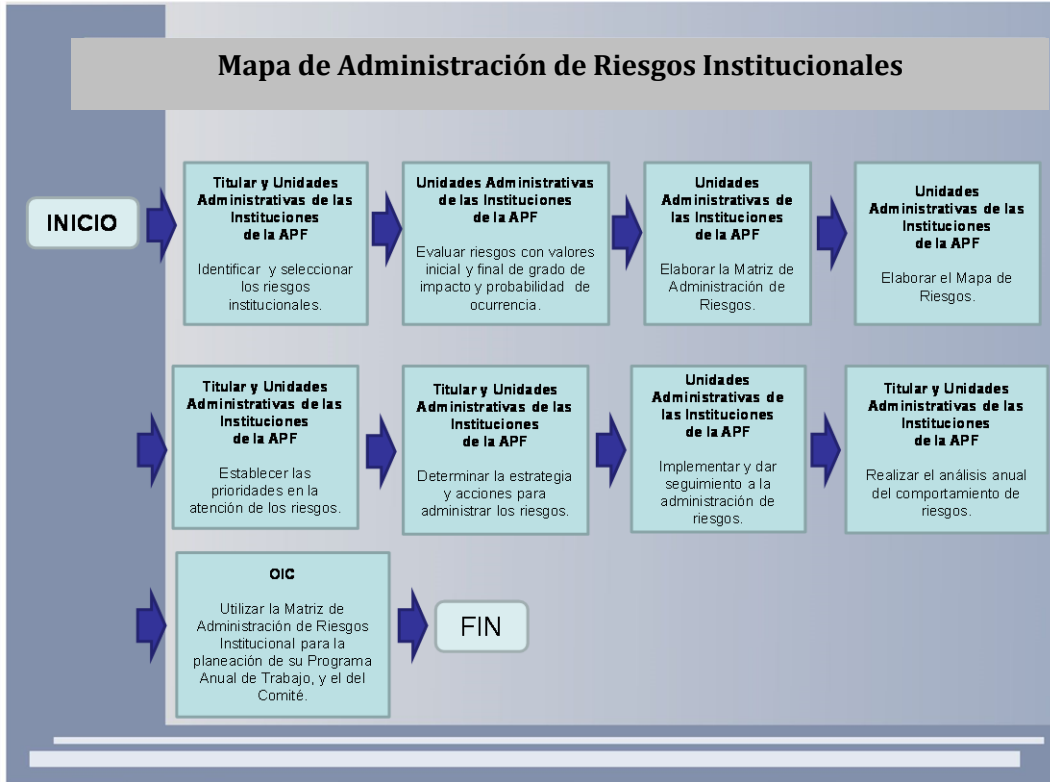 Mapa de Administración de Riesgos Institucionales
INICIO
Titular y Unidades
Administrativas de las
Instituciones
de la APF
Identificar y seleccionar
los riesgos
institucionales.
Unidades Administrativas
de las Instituciones
de la APF
Evaluar riesgos con valores
inicial y final de grado de
impacto y probabilidad de
ocurrencia.
Unidades
Administrativas de
las Instituciones
de la APF
Elaborar la Matriz de
Administración de
Riesgos.
Unidades
Administrativas de las
Instituciones
de la APF
Elaborar el Mapa de
Riesgos.
Titular y Unidades
Administrativas de las
Instituciones
de la APF
Establecer las
prioridades en la
atención de los riesgos.
Titular y Unidades
Administrativas de las
Instituciones
de la APF
Determinar la estrategia
y acciones para
administrar los riesgos.
Unidades
Administrativas de
las Instituciones
de la APF
Implementar y dar
seguimiento a la
administración de
riesgos.
Titular y Unidades
Administrativas de las
Instituciones
de la APF
Realizar el análisis anual
del comportamiento de
riesgos.
OIC
Utilizar la Matriz de
Administración de Riesgos
Institucional para la
planeación de su Programa
Anual de Trabajo, y el del
Comité.
FIN